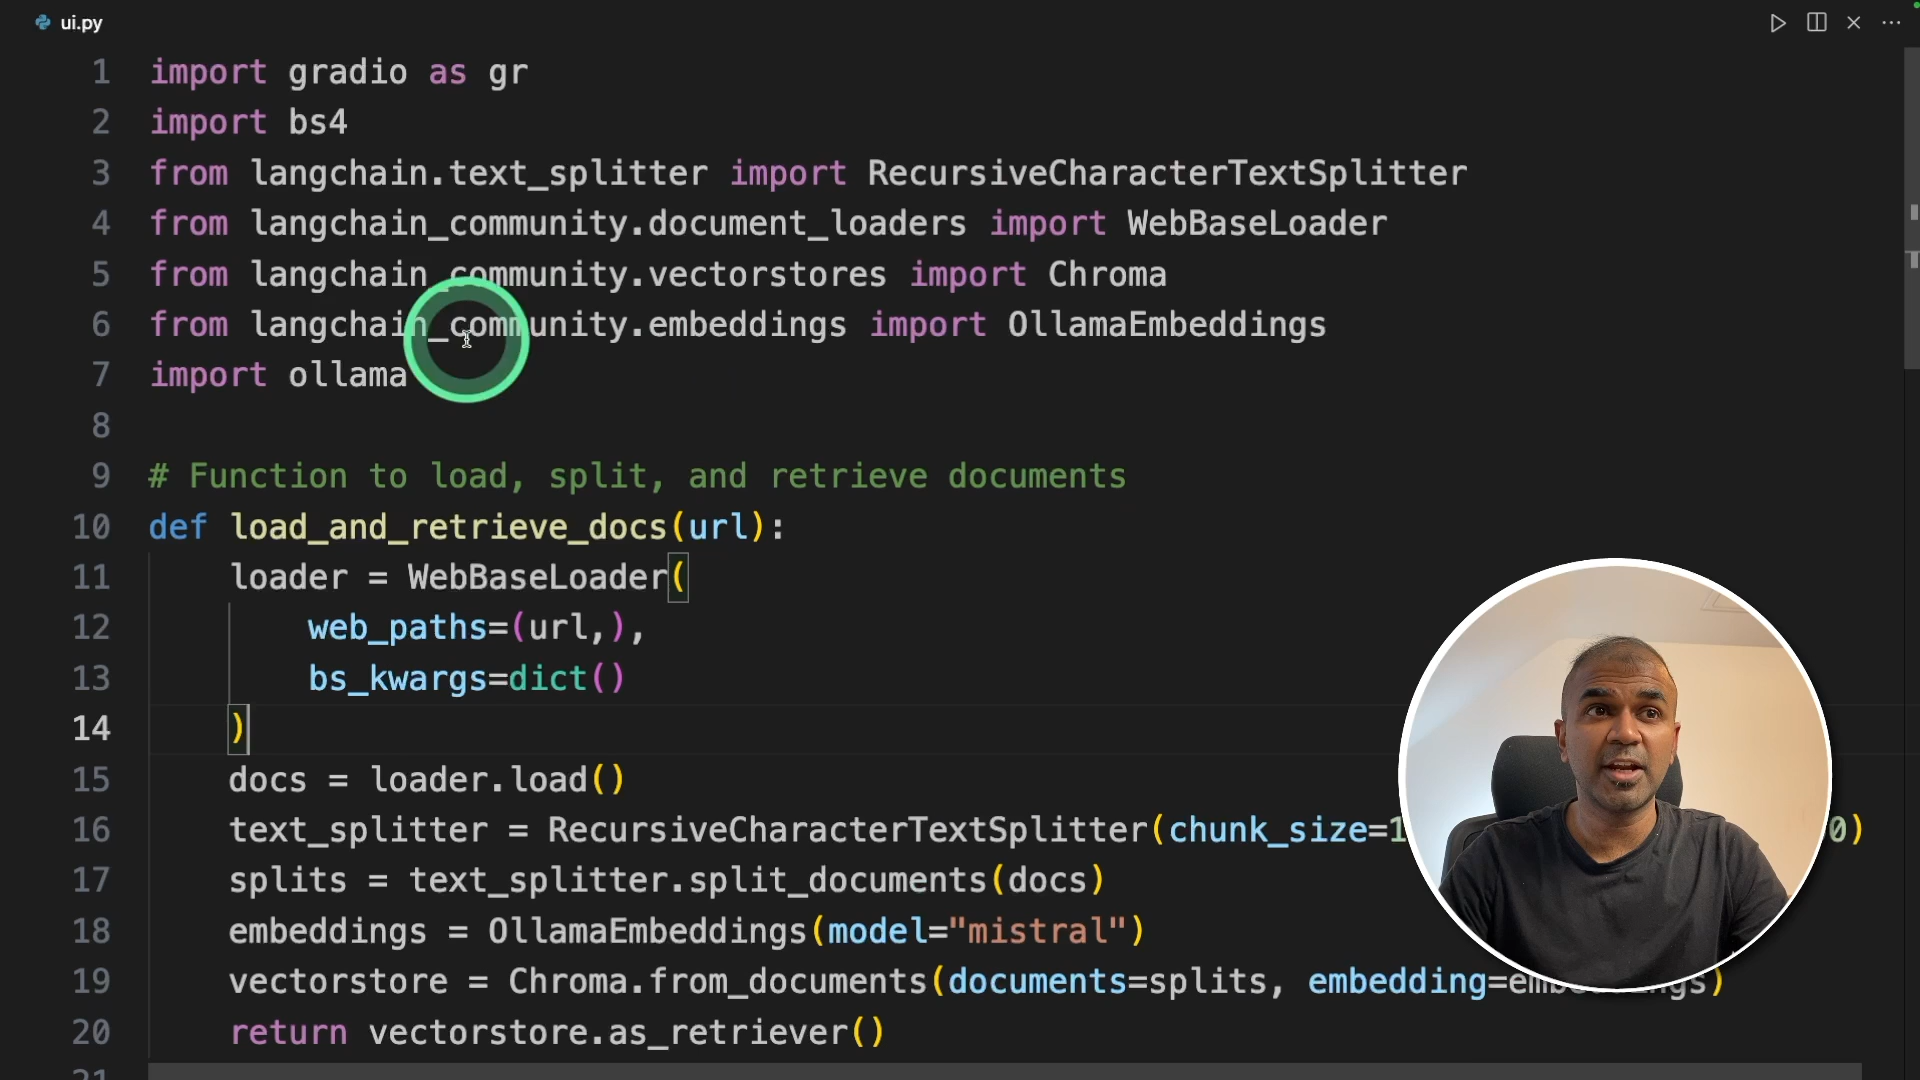 ui.py
1 import gradio as gr
2 import bs4
3 from langchain.text_splitter import RecursiveCharacterTextSplitter
4 from langchain_community.document_loaders import WebBaseLoader
5 from langchain_community.vectorstores import Chroma
6 from langchain_community.embeddings import OllamaEmbeddings
7 import ollama
8
9 # Function to load, split, and retrieve documents
10 def load_and_retrieve_docs(url):
11     loader = WebBaseLoader(
12         web_paths=(url,),
13         bs_kwargs=dict()
14     )
15     docs = loader.load()
16     text_splitter = RecursiveCharacterTextSplitter(chunk_size=1 0)
17     splits = text_splitter.split_documents(docs)
18     embeddings = OllamaEmbeddings(model="mistral")
19     vectorstore = Chroma.from_documents(documents=splits, embedding=embeddings)
20     return vectorstore.as_retriever()
21